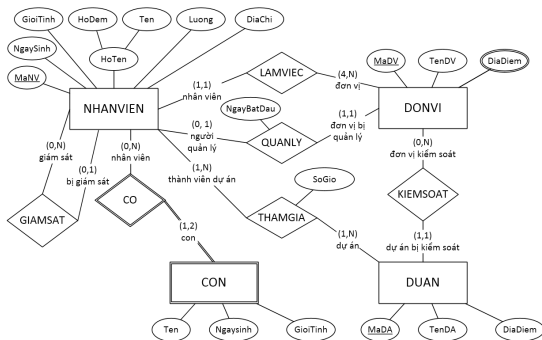 GioiTinh
HoDem
Ten
Luong
DiaChi
NgaySinh
HoTen
MaNV
MaDV
TenDV
DiaDiem
LAMVIEC
(1,1)
nhân viên
(4,N)
đơn vị
NHANVIEN
DONVI
NgayBatDau
(1,1)
đơn vị bị
quản lý
(0, 1)
người
quản lý
QUANLY
(0,N)
giám sát
(0,1)
bị giám sát
(0,N)
nhân viên
(1,N)
thành viên dự án
(0,N)
đơn vị kiểm soát
SoGio
CO
GIAMSAT
THAMGIA
KIEMSOAT
(1,2)
con
(1,N)
dự án
(1,1)
dự án bị kiểm soát
CON
DUAN
Ten
Ngaysinh
GioiTinh
MaDA
TenDA
DiaDiem